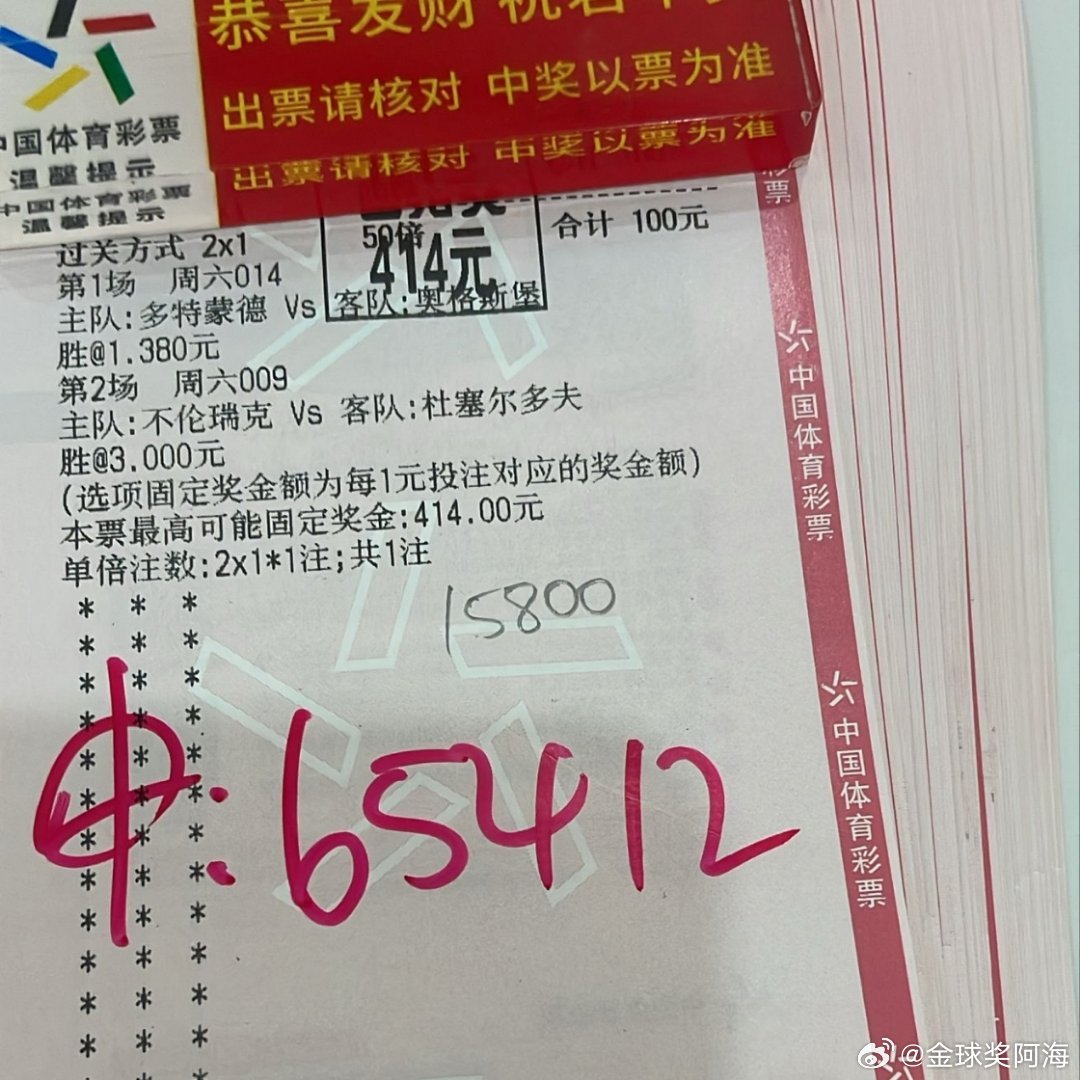 恭喜发财 祝君中
出票请核对 中奖以票为准
出票请核对 中奖以票为准
中国体育彩票
温馨提示
中国体育彩票
温馨提示
50倍
合计 100元
414元
过关方式 2x1
第1场 周六014
主队:多特蒙德 Vs 客队:奥格斯堡
胜@1.380元
第2场 周六009
主队:不伦瑞克 Vs 客队:杜塞尔多夫
胜@3.000元
(选项固定奖金额为每1元投注对应的奖金额)
本票最高可能固定奖金:414.00元
单倍注数:2x1*1注;共1注
15800
中:65412
彩票
中国体育彩票
中国体育彩票
@金球奖阿海